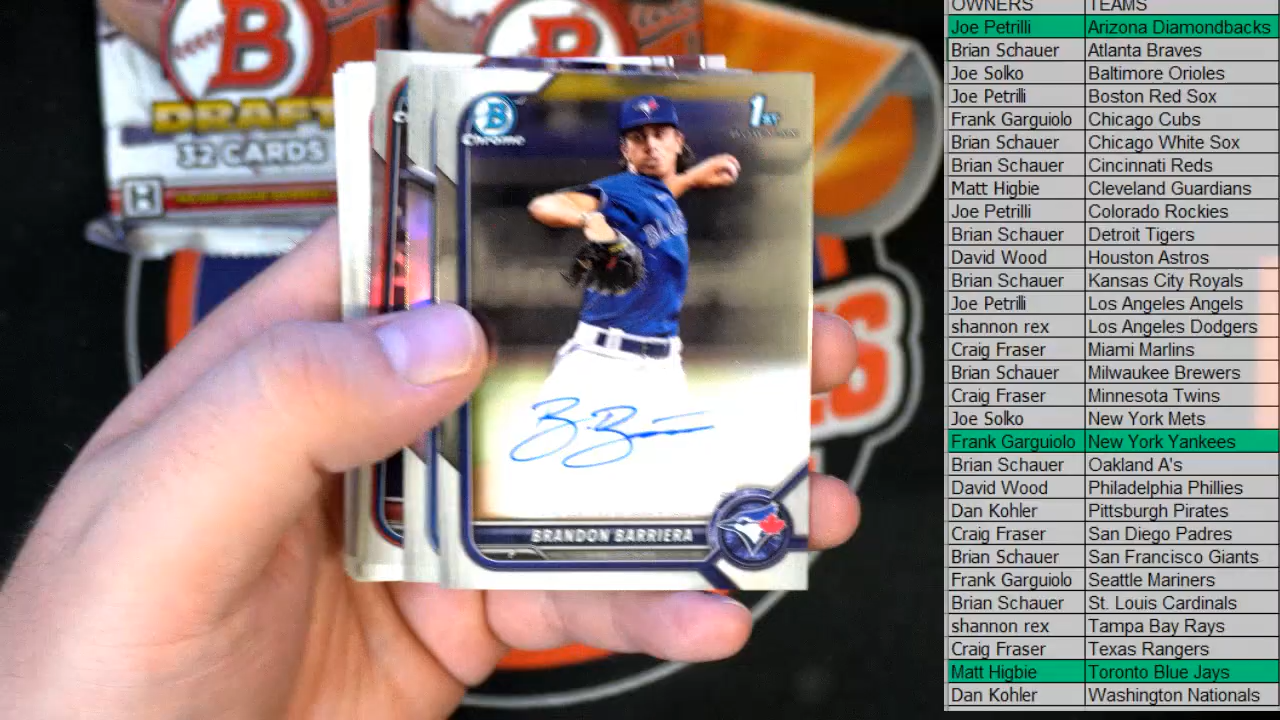 B
DRAFT
32 CARDS
H
B
B
Chrome
1ST
BOWMAN
BRANDON BARRIERA
OWNERS TEAMS
Joe Petrilli Arizona Diamondbacks
Brian Schauer Atlanta Braves
Joe Solko Baltimore Orioles
Joe Petrilli Boston Red Sox
Frank Garguiolo Chicago Cubs
Brian Schauer Chicago White Sox
Brian Schauer Cincinnati Reds
Matt Higbie Cleveland Guardians
Joe Petrilli Colorado Rockies
Brian Schauer Detroit Tigers
David Wood Houston Astros
Brian Schauer Kansas City Royals
Joe Petrilli Los Angeles Angels
shannon rex Los Angeles Dodgers
Craig Fraser Miami Marlins
Brian Schauer Milwaukee Brewers
Craig Fraser Minnesota Twins
Joe Solko New York Mets
Frank Garguiolo New York Yankees
Brian Schauer Oakland A's
David Wood Philadelphia Phillies
Dan Kohler Pittsburgh Pirates
Craig Fraser San Diego Padres
Brian Schauer San Francisco Giants
Frank Garguiolo Seattle Mariners
Brian Schauer St. Louis Cardinals
shannon rex Tampa Bay Rays
Craig Fraser Texas Rangers
Matt Higbie Toronto Blue Jays
Dan Kohler Washington Nationals